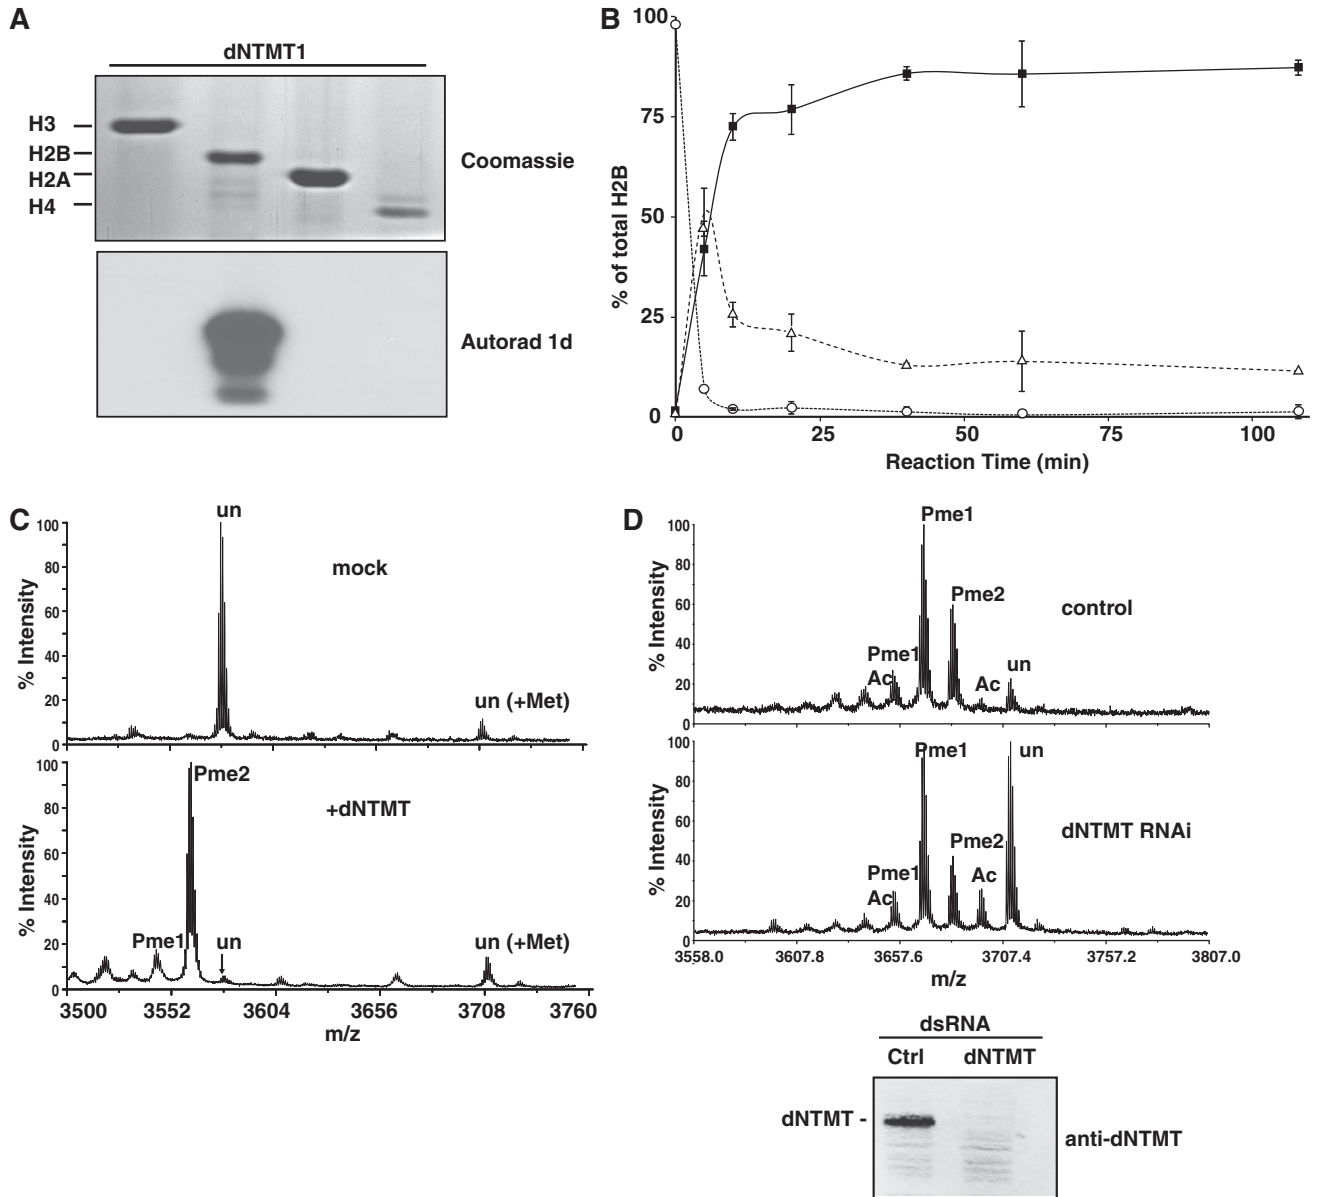 A
dNTMT1
H3
H2B
H2A
H4
Coomassie
Autorad 1d
B
% of total H2B
100
75
50
25
0
0 25 50 75 100
Reaction Time (min)
C
% Intensity
100
80
60
40
20
0
un
mock
un (+Met)
% Intensity
100
80
60
40
20
0
Pme2
+dNTMT
Pme1
un
un (+Met)
3500 3552 3604 3656 3708 3760
m/z
D
% Intensity
100
80
60
40
20
0
Pme1
Pme2
control
Pme1
Ac
Ac
un
% Intensity
100
80
60
40
20
0
Pme1
un
dNTMT RNAi
Pme2
Pme1
Ac
Ac
3558.0 3607.8 3657.6 3707.4 3757.2 3807.0
m/z
dsRNA
Ctrl dNTMT
dNTMT -
anti-dNTMT